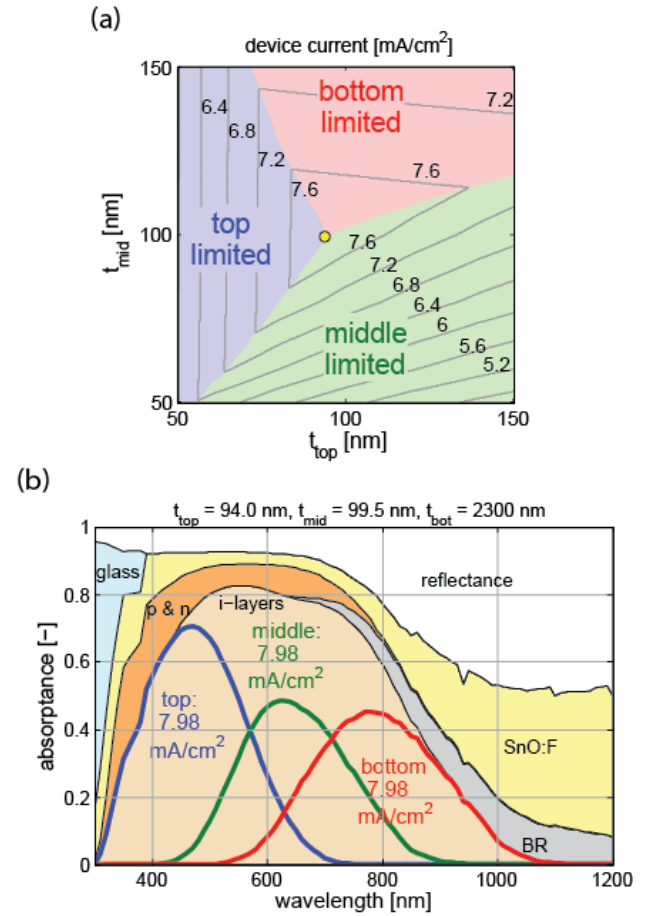 (a)
device current [mA/cm²]
150
100
50
t_mid [nm]
6.4
6.8
7.2
7.6
bottom
limited
7.2
7.6
top
limited
7.6
7.2
6.8
6.4
6
5.6
5.2
middle
limited
50
100
150
t_top [nm]
(b)
t_top = 94.0 nm, t_mid = 99.5 nm, t_bot = 2300 nm
1
0.8
0.6
0.4
0.2
0
absorptance [-]
glass
p & n
i-layers
reflectance
middle:
7.98
mA/cm²
top:
7.98
mA/cm²
bottom
7.98
mA/cm²
SnO:F
BR
400
600
800
1000
1200
wavelength [nm]